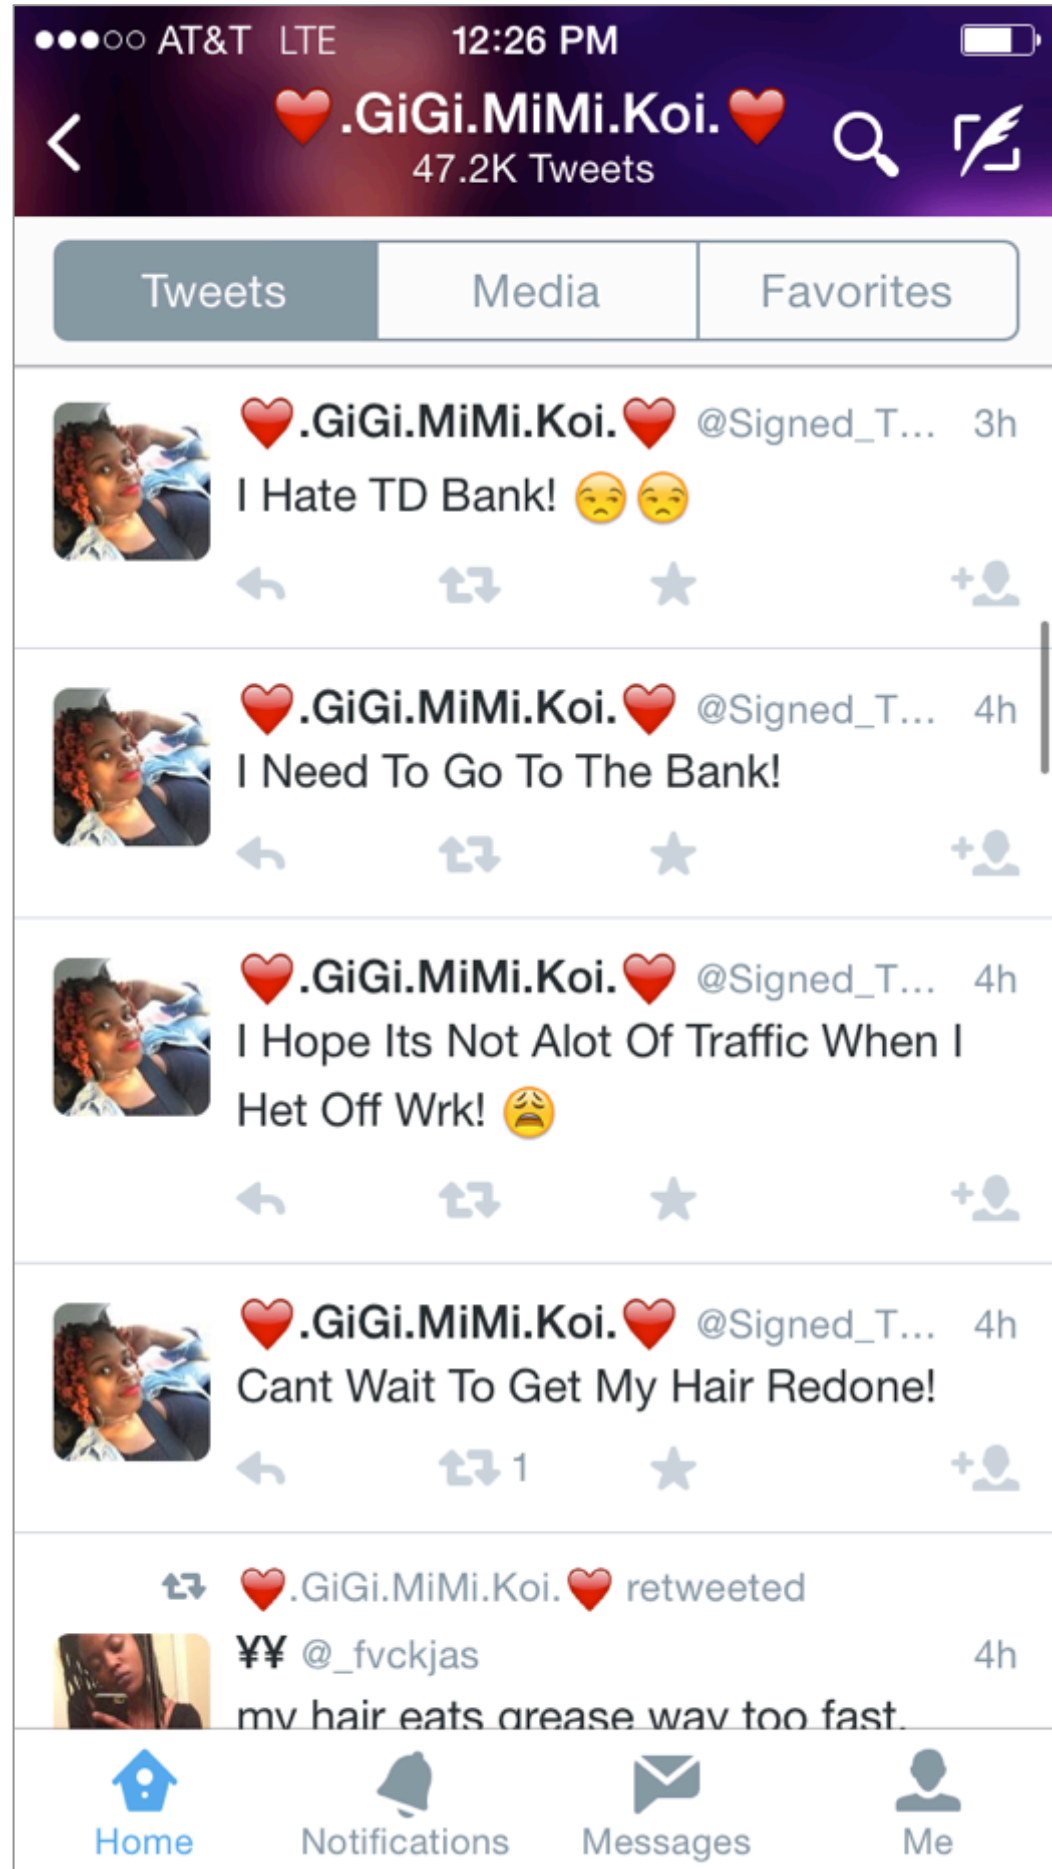 AT&T LTE 12:26 PM
❤️.GiGi.MiMi.Koi.❤️
47.2K Tweets
Tweets Media Favorites
❤️.GiGi.MiMi.Koi.❤️ @Signed_T... 3h
I Hate TD Bank! 😒😒
❤️.GiGi.MiMi.Koi.❤️ @Signed_T... 4h
I Need To Go To The Bank!
❤️.GiGi.MiMi.Koi.❤️ @Signed_T... 4h
I Hope Its Not Alot Of Traffic When I
Het Off Wrk! 😩
❤️.GiGi.MiMi.Koi.❤️ @Signed_T... 4h
Cant Wait To Get My Hair Redone!
1
❤️.GiGi.MiMi.Koi.❤️ retweeted
¥¥ @_fvckjas 4h
my hair eats grease way too fast.
Home Notifications Messages Me